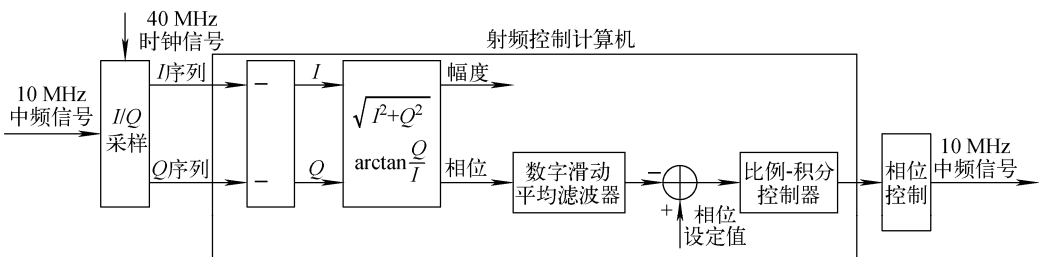 40 MHz
时钟信号
射频控制计算机
10 MHz
中频信号
I/Q
采样
I序列
Q序列
−
−
I
Q
√I²+Q²
arctan Q/I
幅度
相位
数字滑动
平均滤波器
−
+
相位
设定值
比例-积分
控制器
相位
控制
10 MHz
中频信号